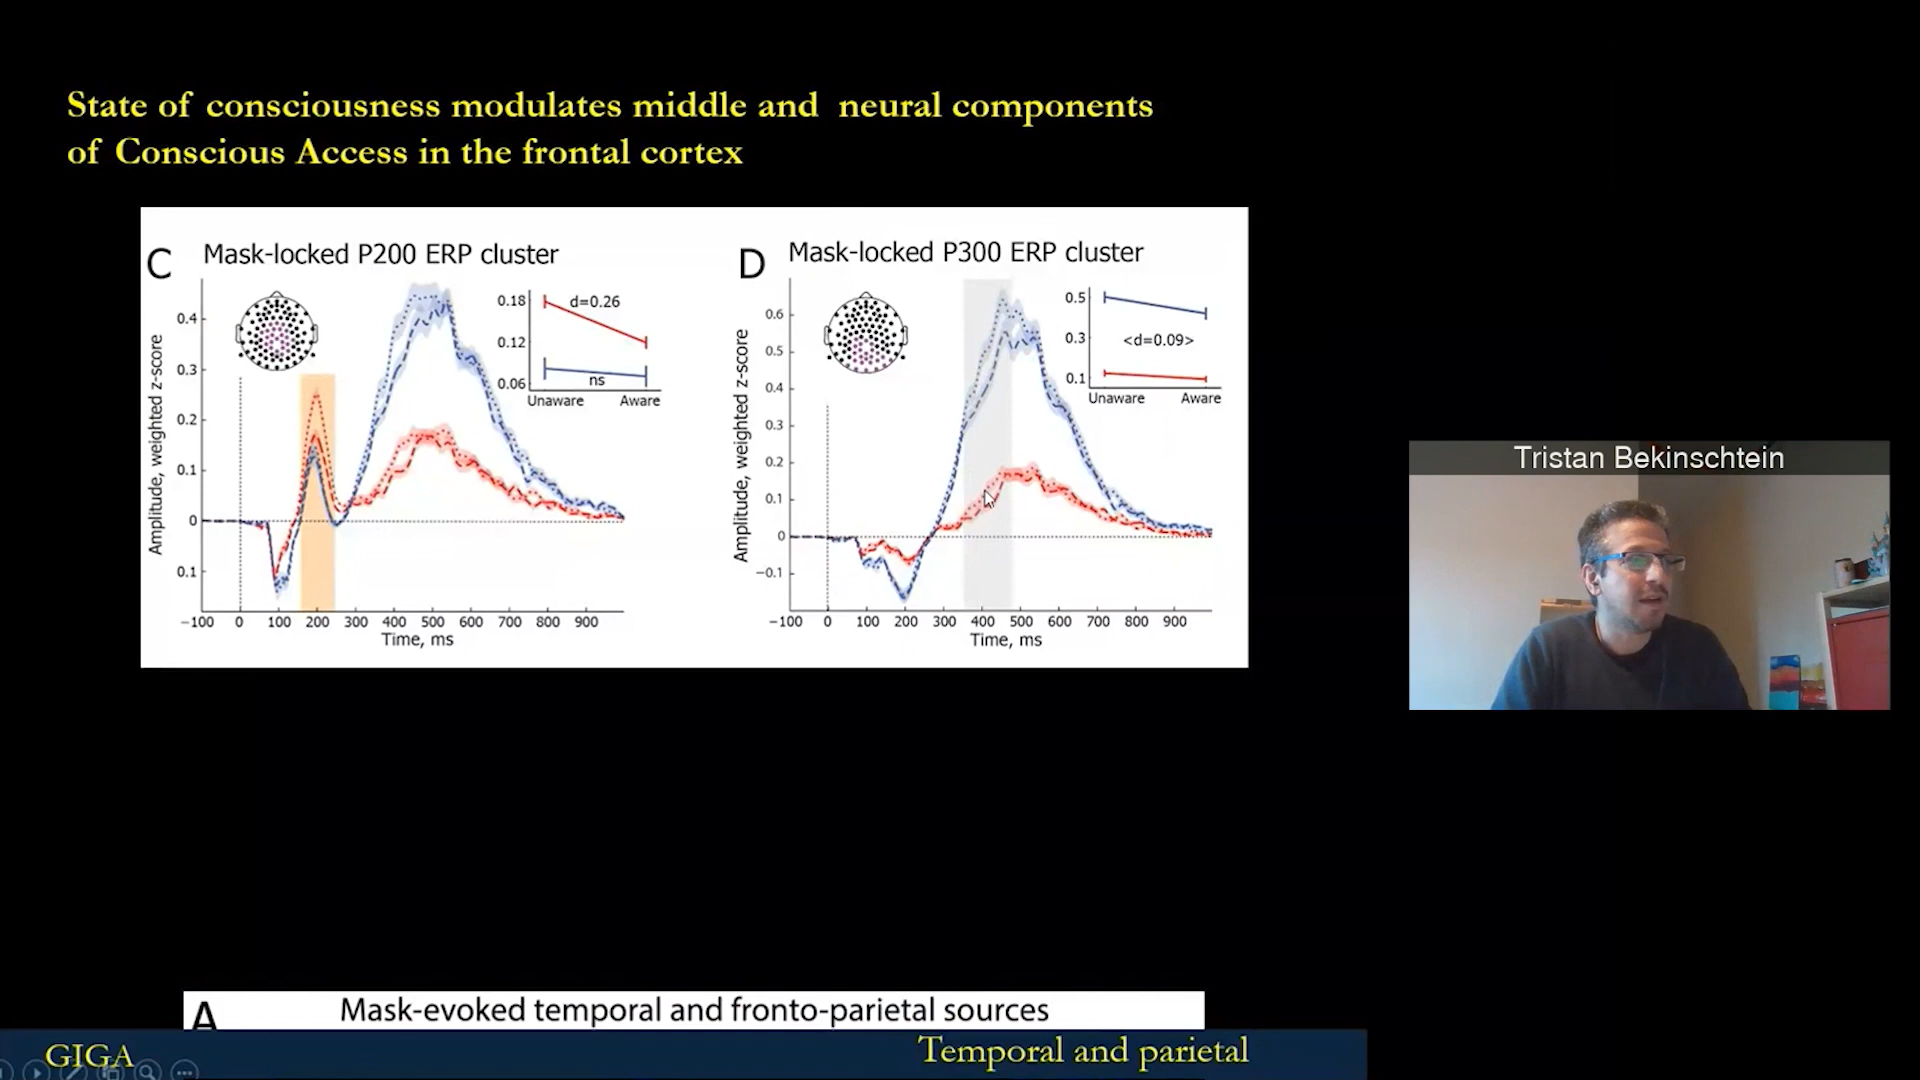 State of consciousness modulates middle and neural components
of Conscious Access in the frontal cortex
C Mask-locked P200 ERP cluster
Amplitude, weighted z-score
0.4
0.3
0.2
0.1
0
0.1
0.18
0.12
0.06
d=0.26
ns
Unaware Aware
−100 0 100 200 300 400 500 600 700 800 900
Time, ms
D Mask-locked P300 ERP cluster
Amplitude, weighted z-score
0.6
0.5
0.4
0.3
0.2
0.1
0
−0.1
0.5
0.3
0.1
<d=0.09>
Unaware Aware
−100 0 100 200 300 400 500 600 700 800 900
Time, ms
Tristan Bekinschtein
A Mask-evoked temporal and fronto-parietal sources
GIGA
Temporal and parietal